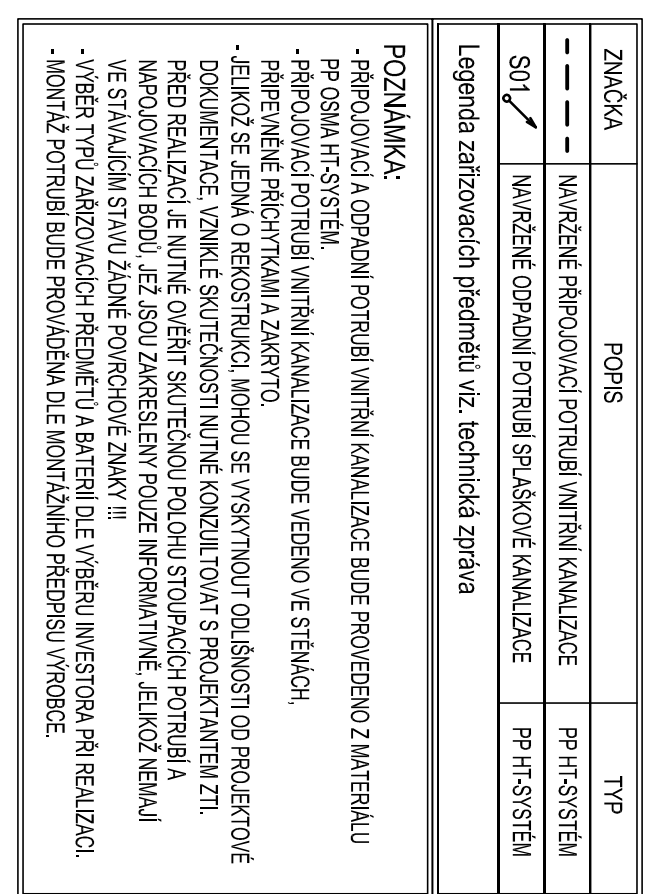 ZNAČKA POPIS TYP
NAVRŽENÉ PŘIPOJOVACÍ POTRUBÍ VNITŘNÍ KANALIZACE PP HT-SYSTÉM
S01 NAVRŽENÉ ODPADNÍ POTRUBÍ SPLAŠKOVÉ KANALIZACE PP HT-SYSTÉM
Legenda zařizovacích předmětů viz. technická zpráva
POZNÁMKA:
- PŘIPOJOVACÍ A ODPADNÍ POTRUBÍ VNITŘNÍ KANALIZACE BUDE PROVEDENO Z MATERIÁLU
PP OSMA HT-SYSTÉM.
- PŘIPOJOVACÍ POTRUBÍ VNITŘNÍ KANALIZACE BUDE VEDENO VE STĚNÁCH,
PŘIPEVNĚNÉ PŘÍCHYTKAMI A ZAKRYTO.
- JELIKOŽ SE JEDNÁ O REKOSTRUKCI, MOHOU SE VYSKYTNOUT ODLIŠNOSTI OD PROJEKTOVÉ
DOKUMENTACE, VZNIKLÉ SKUTEČNOSTI NUTNÉ KONZUILTOVAT S PROJEKTANTEM ZTI.
PŘED REALIZACÍ JE NUTNÉ OVĚŘIT SKUTEČNOU POLOHU STOUPACÍCH POTRUBÍ A
NAPOJOVACÍCH BODŮ, JEŽ JSOU ZAKRESLENY POUZE INFORMATIVNĚ, JELIKOŽ NEMAJÍ
VE STÁVAJÍCÍM STAVU ŽÁDNÉ POVRCHOVÉ ZNAKY !!!
- VÝBĚR TYPŮ ZAŘIZOVACÍCH PŘEDMĚTŮ A BATERIÍ DLE VÝBĚRU INVESTORA PŘI REALIZACI.
- MONTÁŽ POTRUBÍ BUDE PROVÁDĚNA DLE MONTÁŽNÍHO PŘEDPISU VÝROBCE.